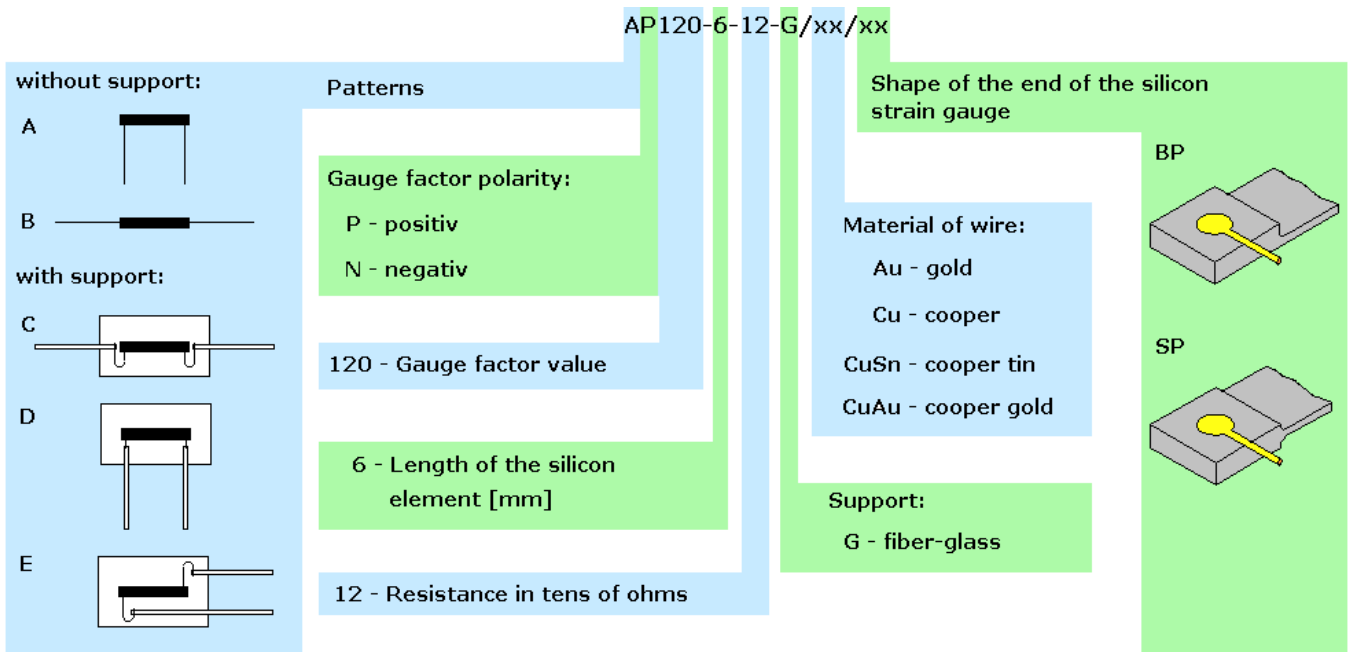 AP120-6-12-G/xx/xx
without support:
A
B
with support:
C
D
E
Patterns
Gauge factor polarity:
P - positiv
N - negativ
120 - Gauge factor value
6 - Length of the silicon
element [mm]
12 - Resistance in tens of ohms
Shape of the end of the silicon
strain gauge
Material of wire:
Au - gold
Cu - cooper
CuSn - cooper tin
CuAu - cooper gold
Support:
G - fiber-glass
BP
SP